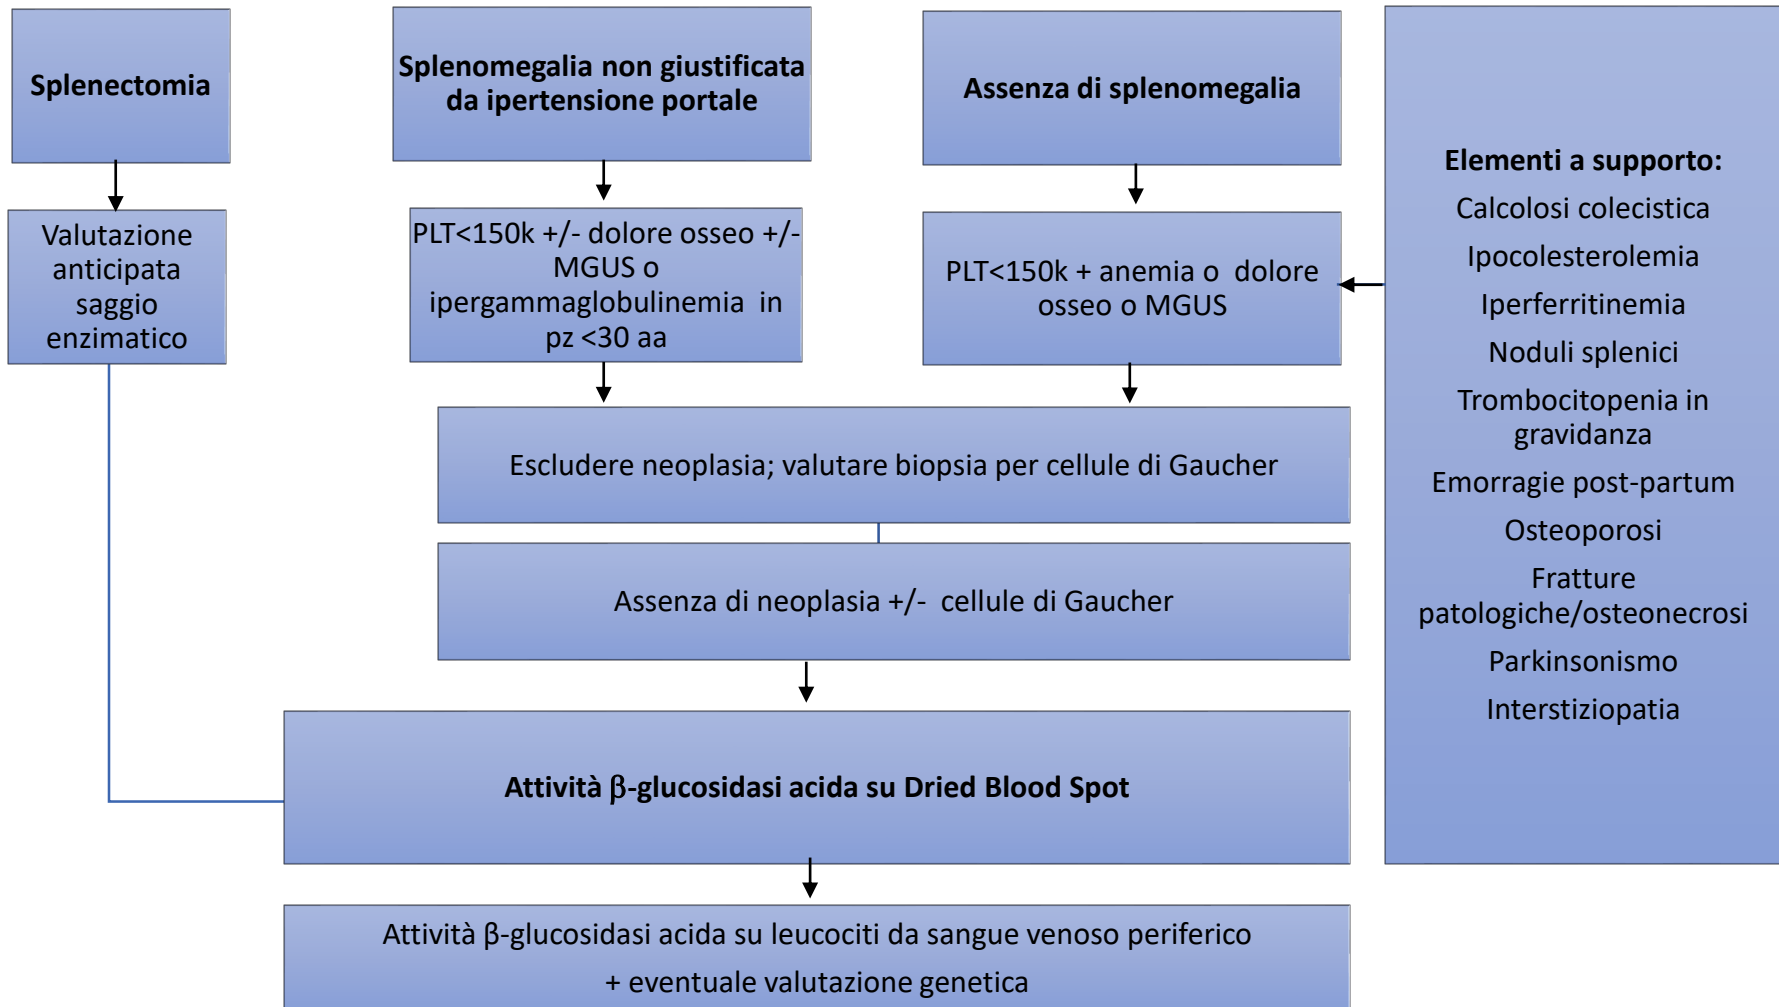 Splenectomia
Splenomegalia non giustificata
da ipertensione portale
Assenza di splenomegalia
Valutazione
anticipata
saggio
enzimatico
PLT<150k +/- dolore osseo +/-
MGUS o
ipergammaglobulinemia in
pz <30 aa
PLT<150k + anemia o dolore
osseo o MGUS
Elementi a supporto:
Calcolosi colecistica
Ipocolesterolemia
Iperferritinemia
Noduli splenici
Trombocitopenia in
gravidanza
Emorragie post-partum
Osteoporosi
Fratture
patologiche/osteonecrosi
Parkinsonismo
Interstiziopatia
Escludere neoplasia; valutare biopsia per cellule di Gaucher
Assenza di neoplasia +/- cellule di Gaucher
Attività β-glucosidasi acida su Dried Blood Spot
Attività β-glucosidasi acida su leucociti da sangue venoso periferico
+ eventuale valutazione genetica